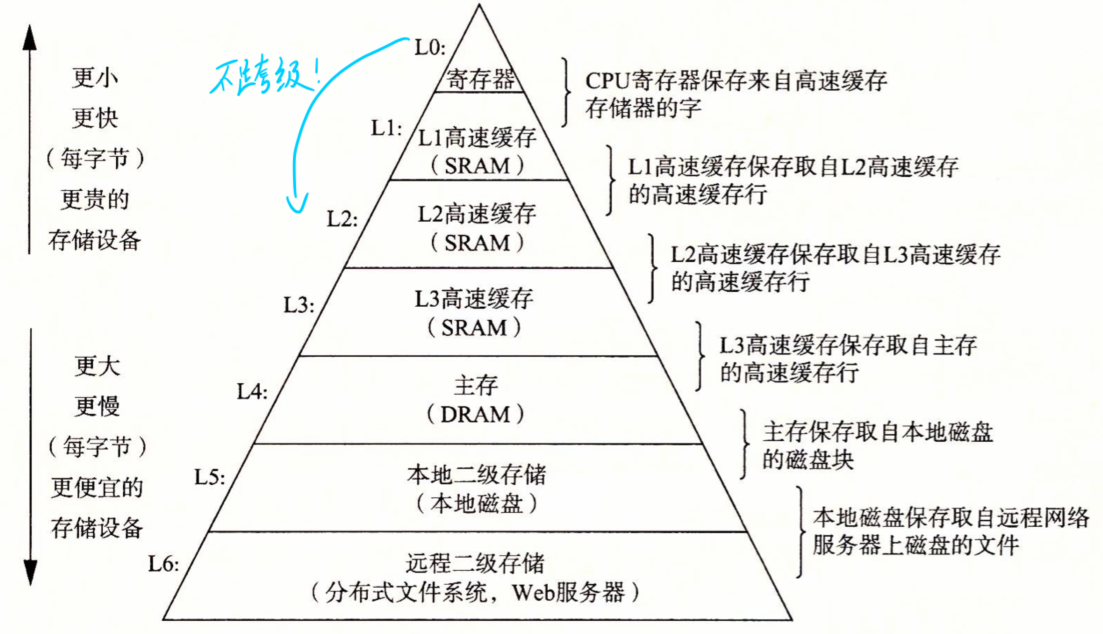 更小
更快
（每字节）
更贵的
存储设备
更大
更慢
（每字节）
更便宜的
存储设备
不跨级！
L0:
寄存器
CPU寄存器保存来自高速缓存
存储器的字
L1:
L1高速缓存
（SRAM）
L1高速缓存保存取自L2高速缓存
的高速缓存行
L2:
L2高速缓存
（SRAM）
L2高速缓存保存取自L3高速缓存
的高速缓存行
L3:
L3高速缓存
（SRAM）
L3高速缓存保存取自主存
的高速缓存行
L4:
主存
（DRAM）
主存保存取自本地磁盘
的磁盘块
L5:
本地二级存储
（本地磁盘）
本地磁盘保存取自远程网络
服务器上磁盘的文件
L6:
远程二级存储
（分布式文件系统，Web服务器）